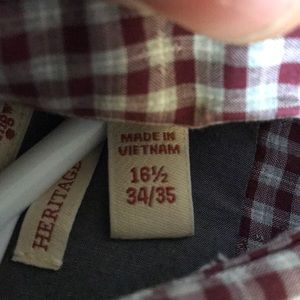 MADE IN
VIETNAM
16½
34/35
HERITAGE